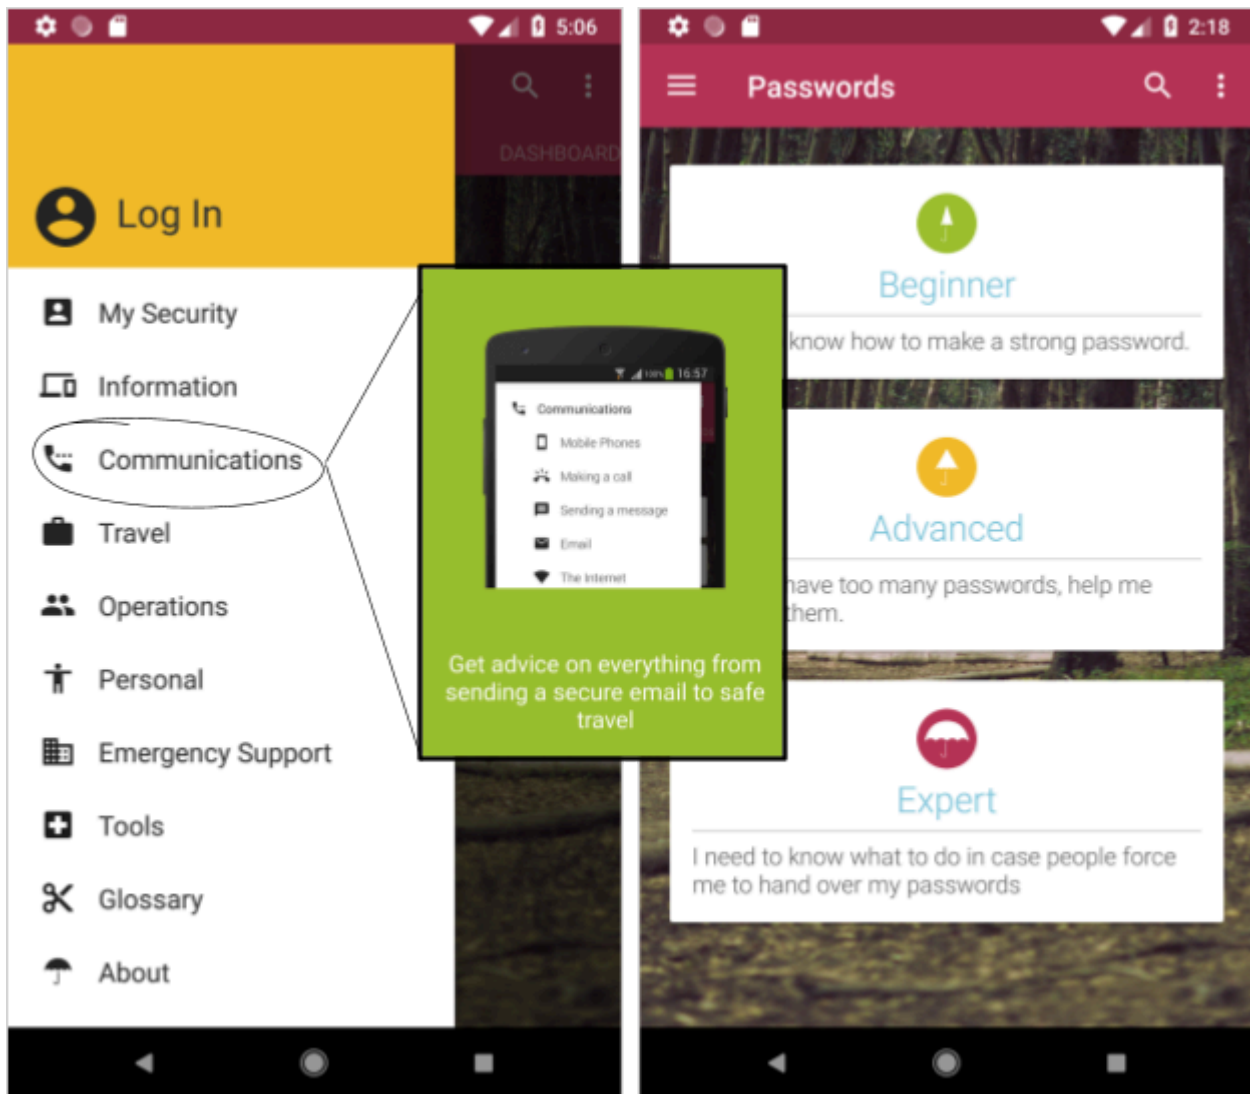 5:06
DASHBOARD
Log In
My Security
Information
Communications
Travel
Operations
Personal
Emergency Support
Tools
Glossary
About
16:57
Communications
Mobile Phones
Making a call
Sending a message
Email
The Internet
Get advice on everything from
sending a secure email to safe
travel
2:18
Passwords
Beginner
know how to make a strong password.
Advanced
have too many passwords, help me
them.
Expert
I need to know what to do in case people force
me to hand over my passwords